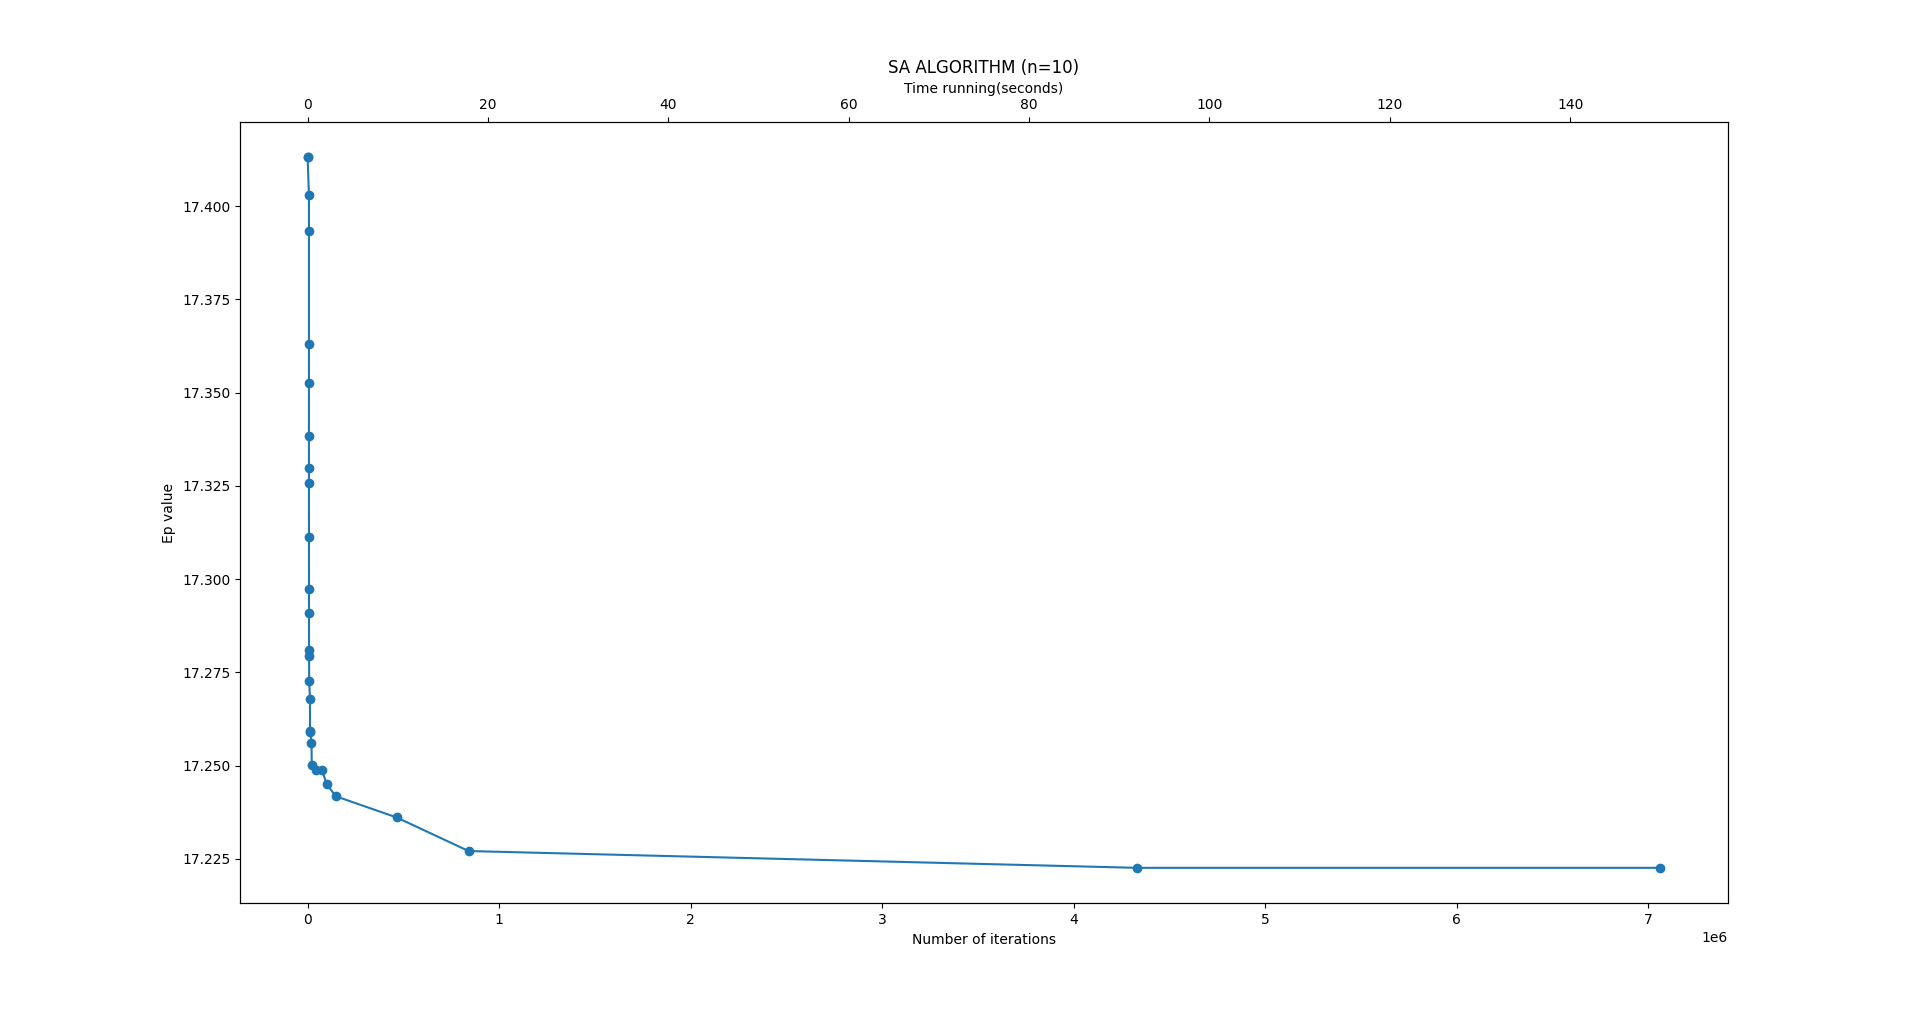 SA ALGORITHM (n=10)
Time running(seconds)
0 20 40 60 80 100 120 140
17.400
17.375
17.350
17.325
17.300
17.275
17.250
17.225
Ep value
0 1 2 3 4 5 6 7
Number of iterations
1e6